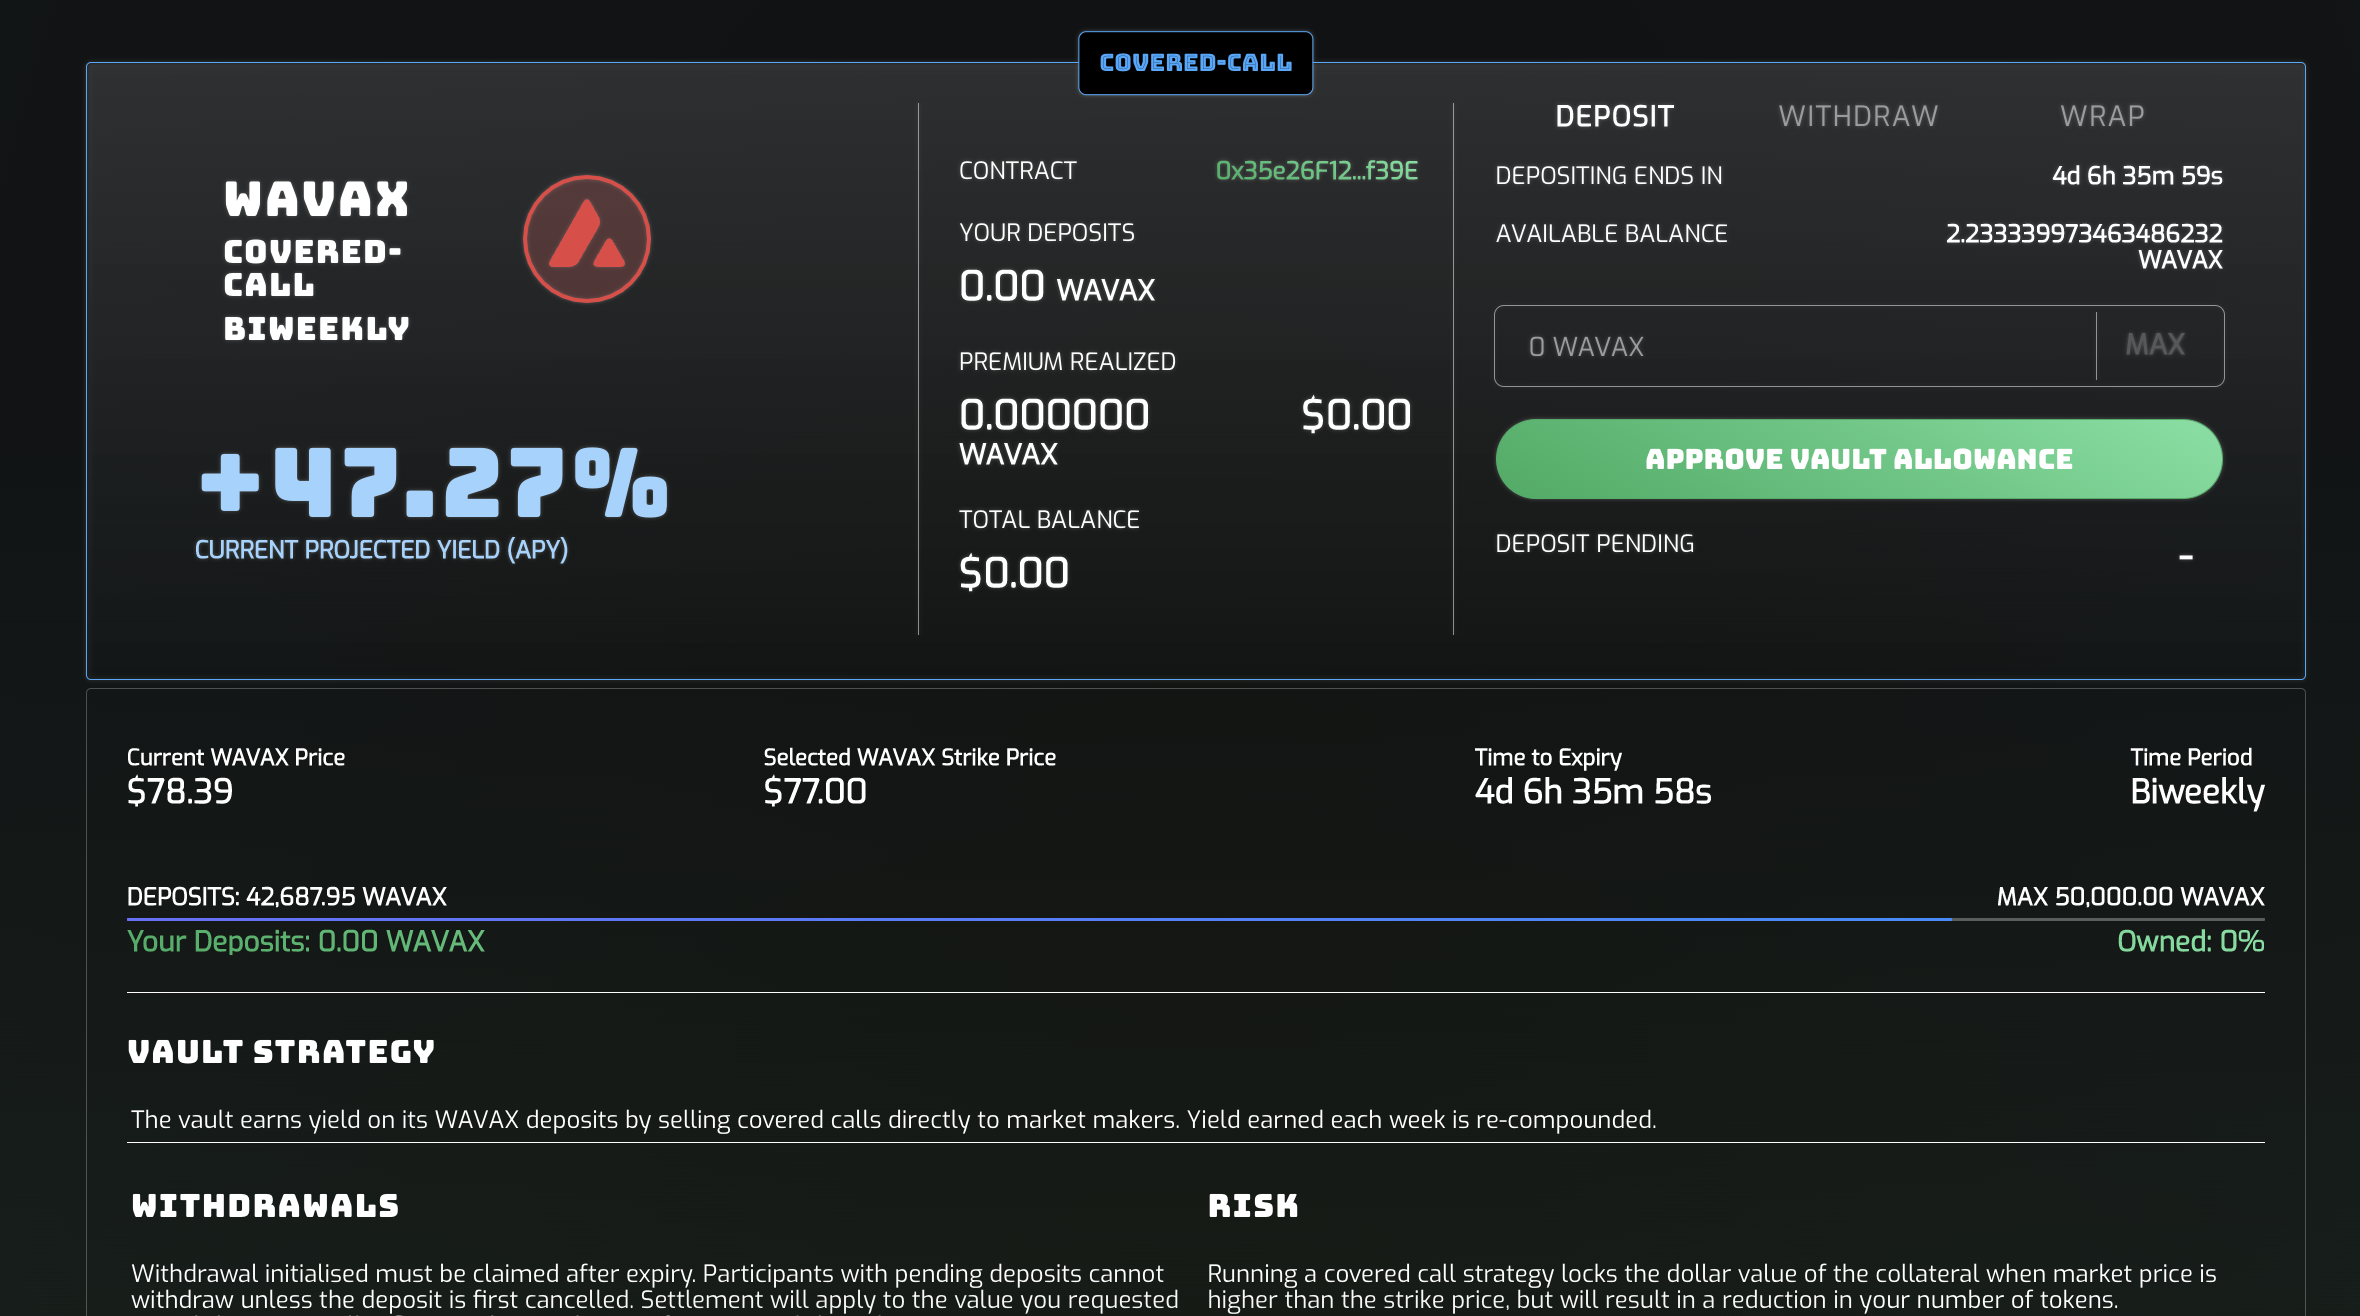 COVERED-CALL
WAVAX
COVERED-
CALL
BIWEEKLY
+47.27%
CURRENT PROJECTED YIELD (APY)
CONTRACT 0x35e26F12...f39E
YOUR DEPOSITS
0.00 WAVAX
PREMIUM REALIZED
0.000000 $0.00
WAVAX
TOTAL BALANCE
$0.00
DEPOSIT WITHDRAW WRAP
DEPOSITING ENDS IN 4d 6h 35m 59s
AVAILABLE BALANCE 2.233339973463486232
WAVAX
0 WAVAX MAX
APPROVE VAULT ALLOWANCE
DEPOSIT PENDING -
Current WAVAX Price
$78.39
Selected WAVAX Strike Price
$77.00
Time to Expiry
4d 6h 35m 58s
Time Period
Biweekly
DEPOSITS: 42,687.95 WAVAX MAX 50,000.00 WAVAX
Your Deposits: 0.00 WAVAX Owned: 0%
VAULT STRATEGY
The vault earns yield on its WAVAX deposits by selling covered calls directly to market makers. Yield earned each week is re-compounded.
WITHDRAWALS
Withdrawal initialised must be claimed after expiry. Participants with pending deposits cannot
withdraw unless the deposit is first cancelled. Settlement will apply to the value you requested
RISK
Running a covered call strategy locks the dollar value of the collateral when market price is
higher than the strike price, but will result in a reduction in your number of tokens.